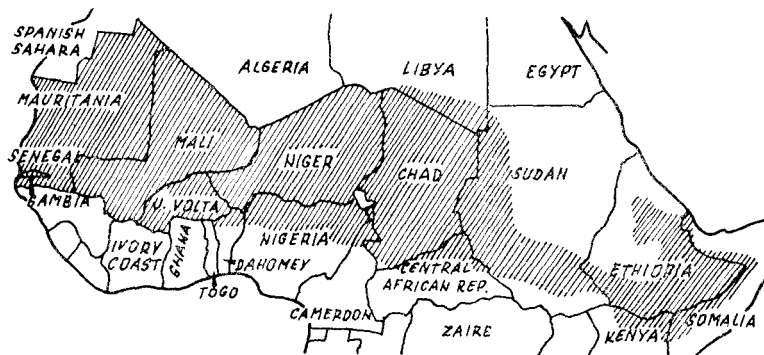 SPANISH
SAHARA
ALGERIA
LIBYA
EGYPT
MAURITANIA
MALI
NIGER
CHAD
SUDAN
SENEGAL
GAMBIA
U. VOLTA
NIGERIA
IVORY
COAST
GHANA
DAHOMEY
TOGO
CENTRAL
AFRICAN REP.
ETHIOPIA
CAMERDON
ZAIRE
KENYA
SOMALIA